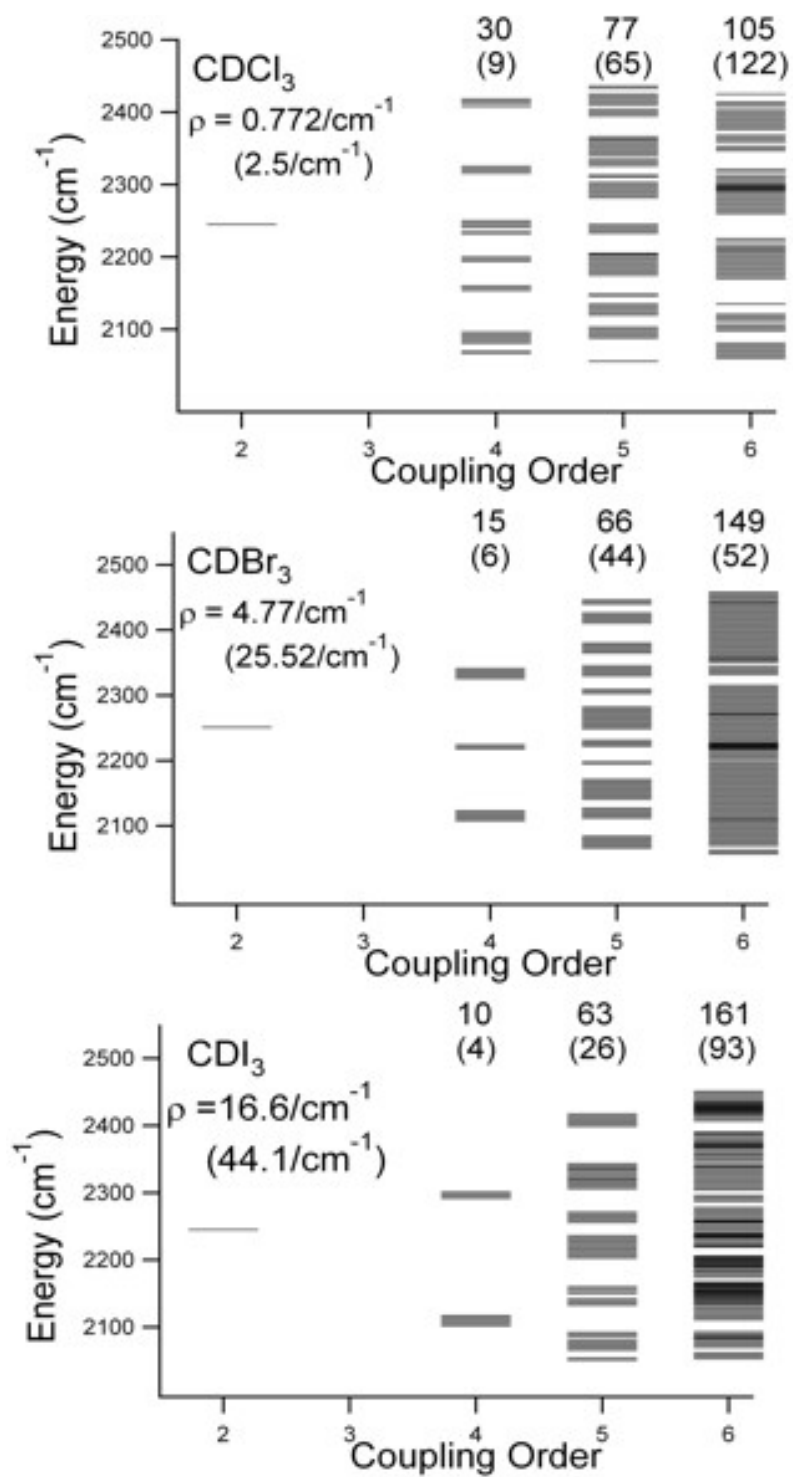 30 77 105
(9) (65) (122)
CDCl₃
ρ = 0.772/cm⁻¹
(2.5/cm⁻¹)
Energy (cm⁻¹)
2500
2400
2300
2200
2100
2 3 4 5 6
Coupling Order
15 66 149
(6) (44) (52)
CDBr₃
ρ = 4.77/cm⁻¹
(25.52/cm⁻¹)
Energy (cm⁻¹)
2500
2400
2300
2200
2100
2 3 4 5 6
Coupling Order
10 63 161
(4) (26) (93)
CDI₃
ρ =16.6/cm⁻¹
(44.1/cm⁻¹)
Energy (cm⁻¹)
2500
2400
2300
2200
2100
2 3 4 5 6
Coupling Order